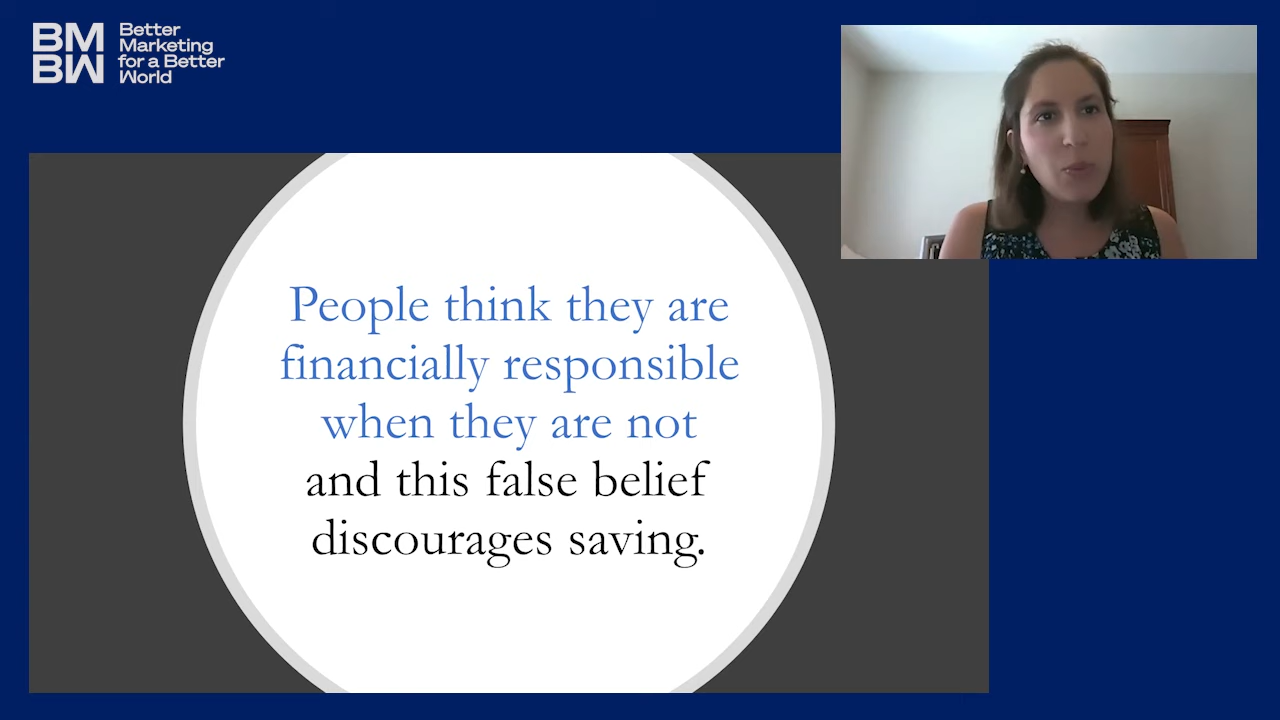 BM
BW
Better
Marketing
for a Better
World
People think they are
financially responsible
when they are not
and this false belief
discourages saving.